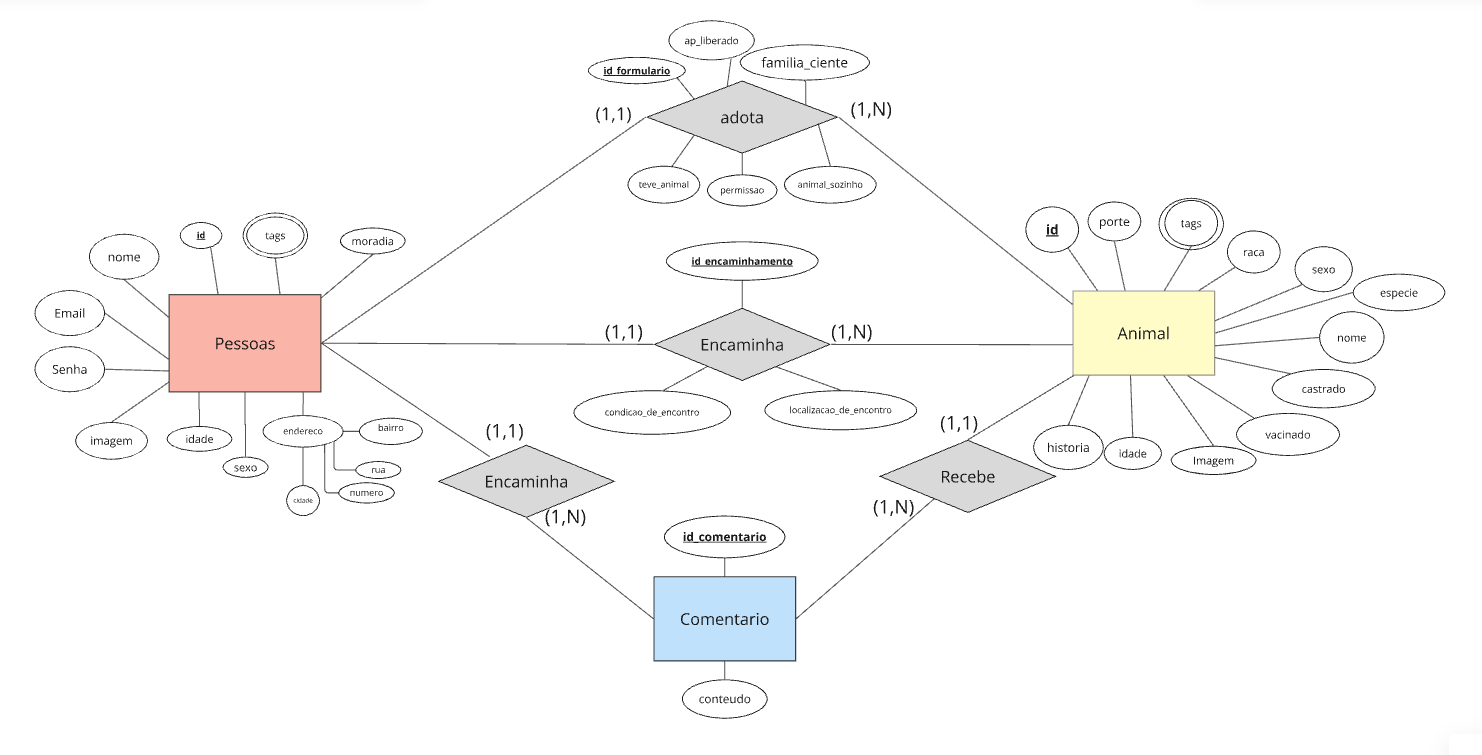 ap_liberado
id_formulario
familia_ciente
adota
(1,1)
(1,N)
teve_animal
permissao
animal_sozinho
nome
id
tags
moradia
Email
Senha
Pessoas
imagem
idade
sexo
endereco
bairro
rua
numero
cidade
id_encaminhamento
(1,1)
Encaminha
(1,N)
condicao_de_encontro
localizacao_de_encontro
id
porte
tags
raca
sexo
especie
nome
castrado
vacinado
Imagem
idade
historia
Animal
(1,1)
Encaminha
(1,N)
(1,1)
Recebe
(1,N)
id_comentario
Comentario
conteudo